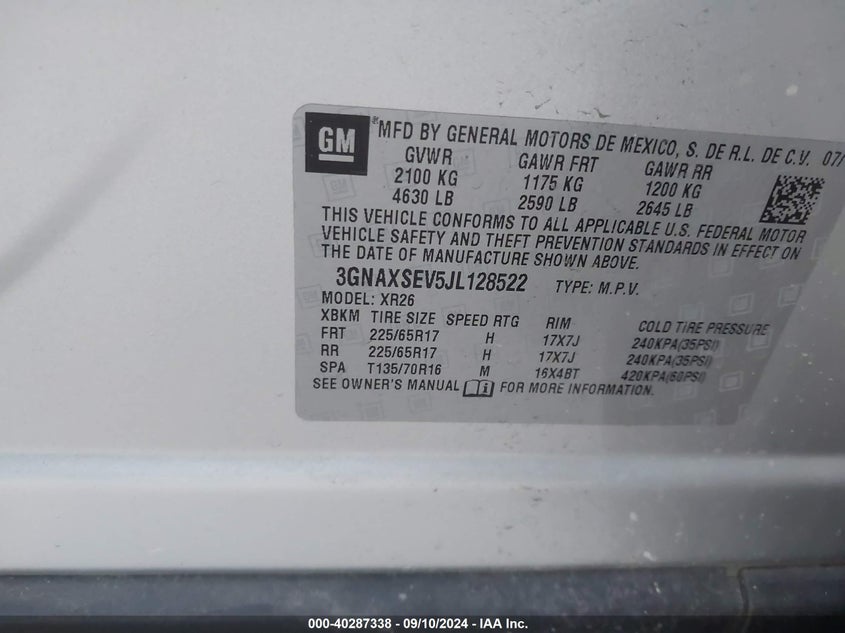 GM
® MFD BY GENERAL MOTORS DE MEXICO, S. DE R.L. DE C.V. 07/
GVWR GAWR FRT GAWR RR
2100 KG 1175 KG 1200 KG
4630 LB 2590 LB 2645 LB
THIS VEHICLE CONFORMS TO ALL APPLICABLE U.S. FEDERAL MOTOR
VEHICLE SAFETY AND THEFT PREVENTION STANDARDS IN EFFECT ON
THE DATE OF MANUFACTURE SHOWN ABOVE.
3GNAXSEV5JL128522 TYPE: M.P.V.
MODEL: XR26
XBKM TIRE SIZE SPEED RTG RIM COLD TIRE PRESSURE
FRT 225/65R17 H 17X7J 240KPA(35PSI)
RR 225/65R17 H 17X7J 240KPA(35PSI)
SPA T135/70R16 M 16X4BT 420KPA(60PSI)
SEE OWNER'S MANUAL FOR MORE INFORMATION.
000-40287338 - 09/10/2024 - IAA Inc.